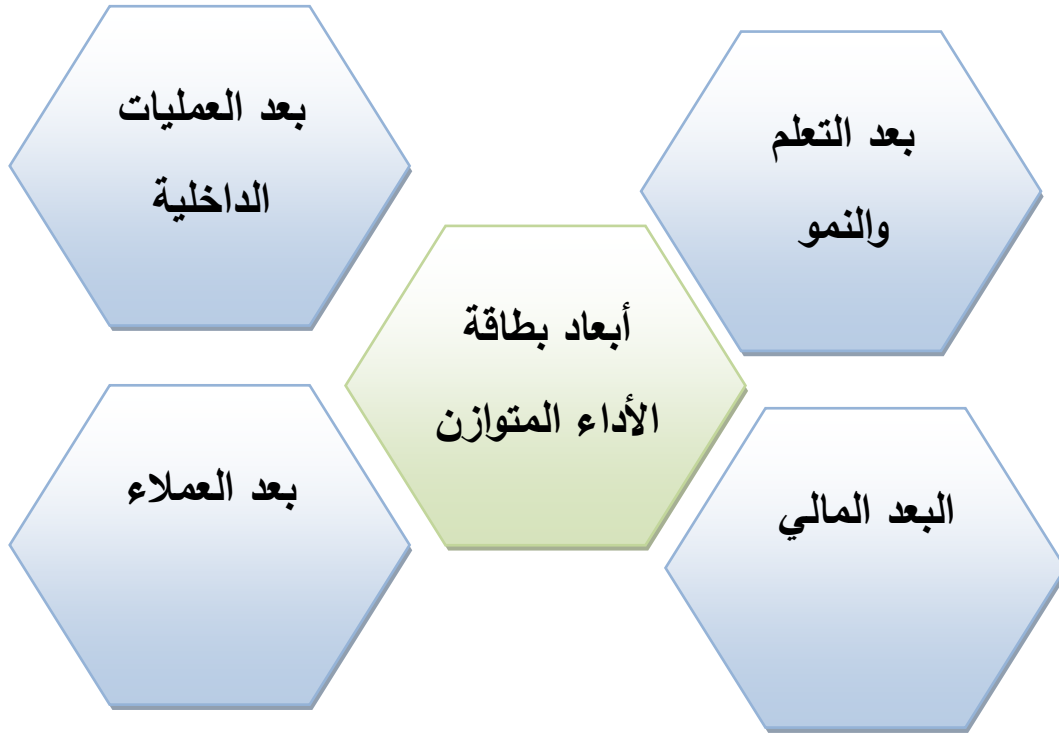 بعد التعلم
والنمو
بعد العمليات
الداخلية
أبعاد بطاقة
الأداء المتوازن
البعد المالي
بعد العملاء